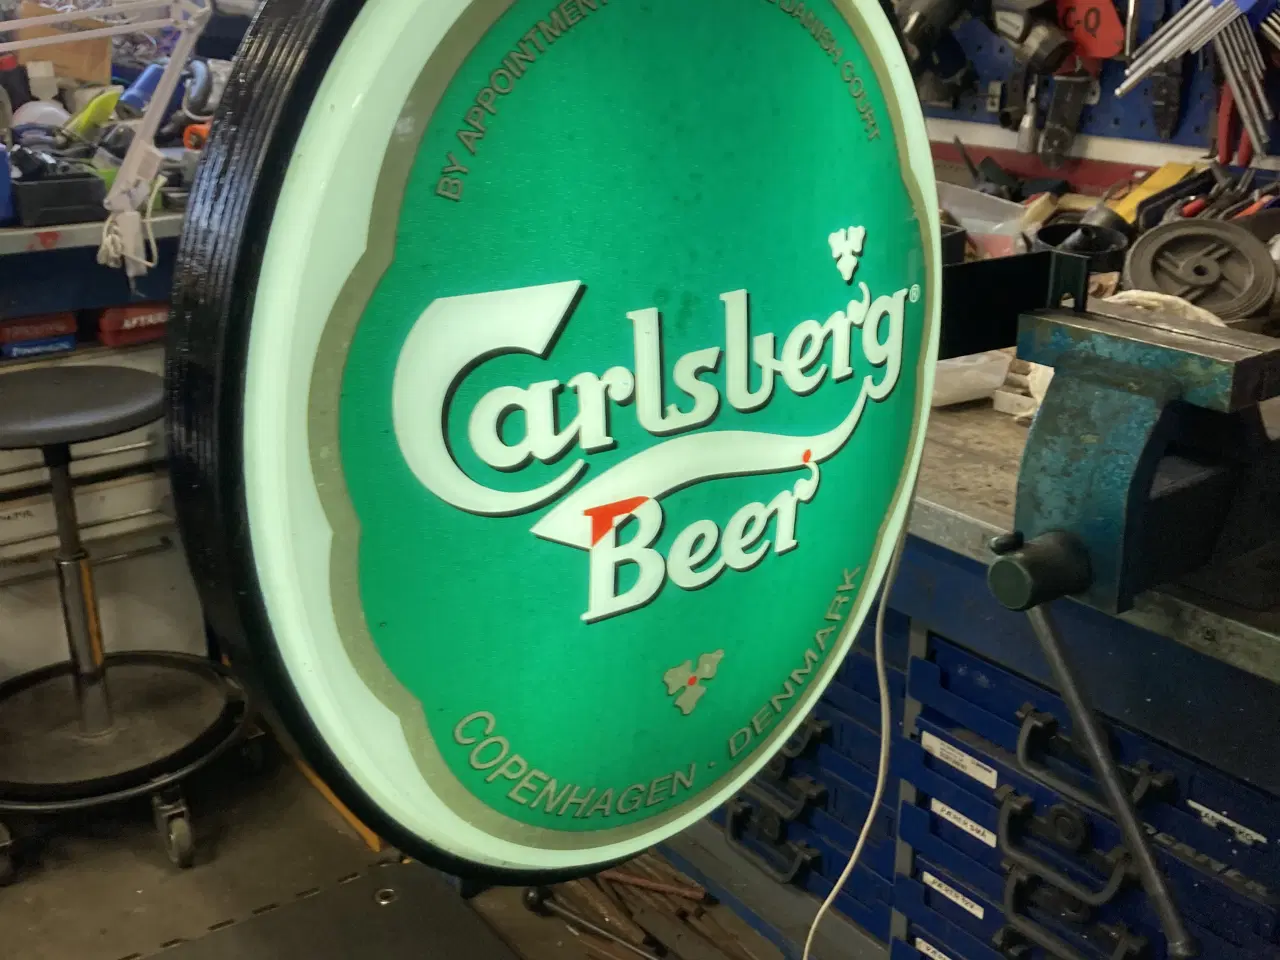 BY APPOINTMENT
DANISH COURT
Carlsberg®
Beer
COPENHAGEN · DENMARK
C-Q